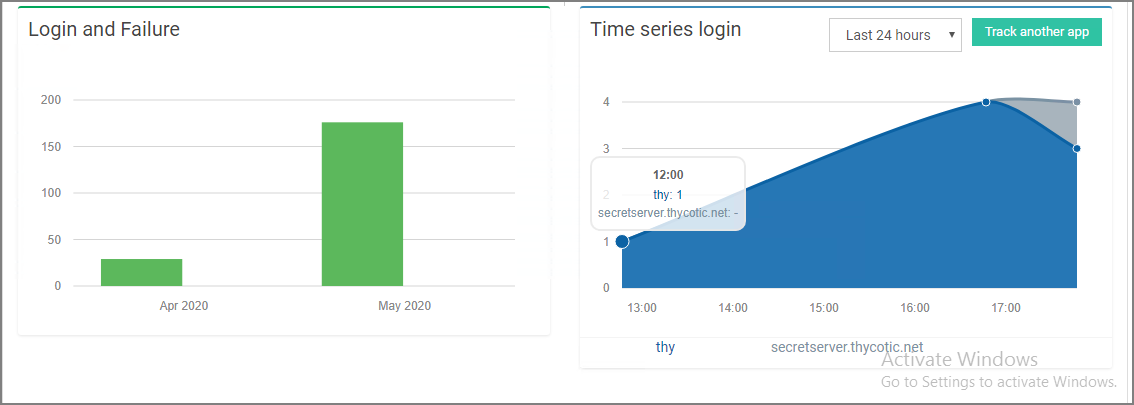 Login and Failure
200
150
100
50
0
Apr 2020
May 2020
Time series login
Last 24 hours
Track another app
4
3
2
1
0
12:00
thy: 1
secretserver.thycotic.net: -
13:00
14:00
15:00
16:00
17:00
thy
secretserver.thycotic.net
Activate Windows
Go to Settings to activate Windows.